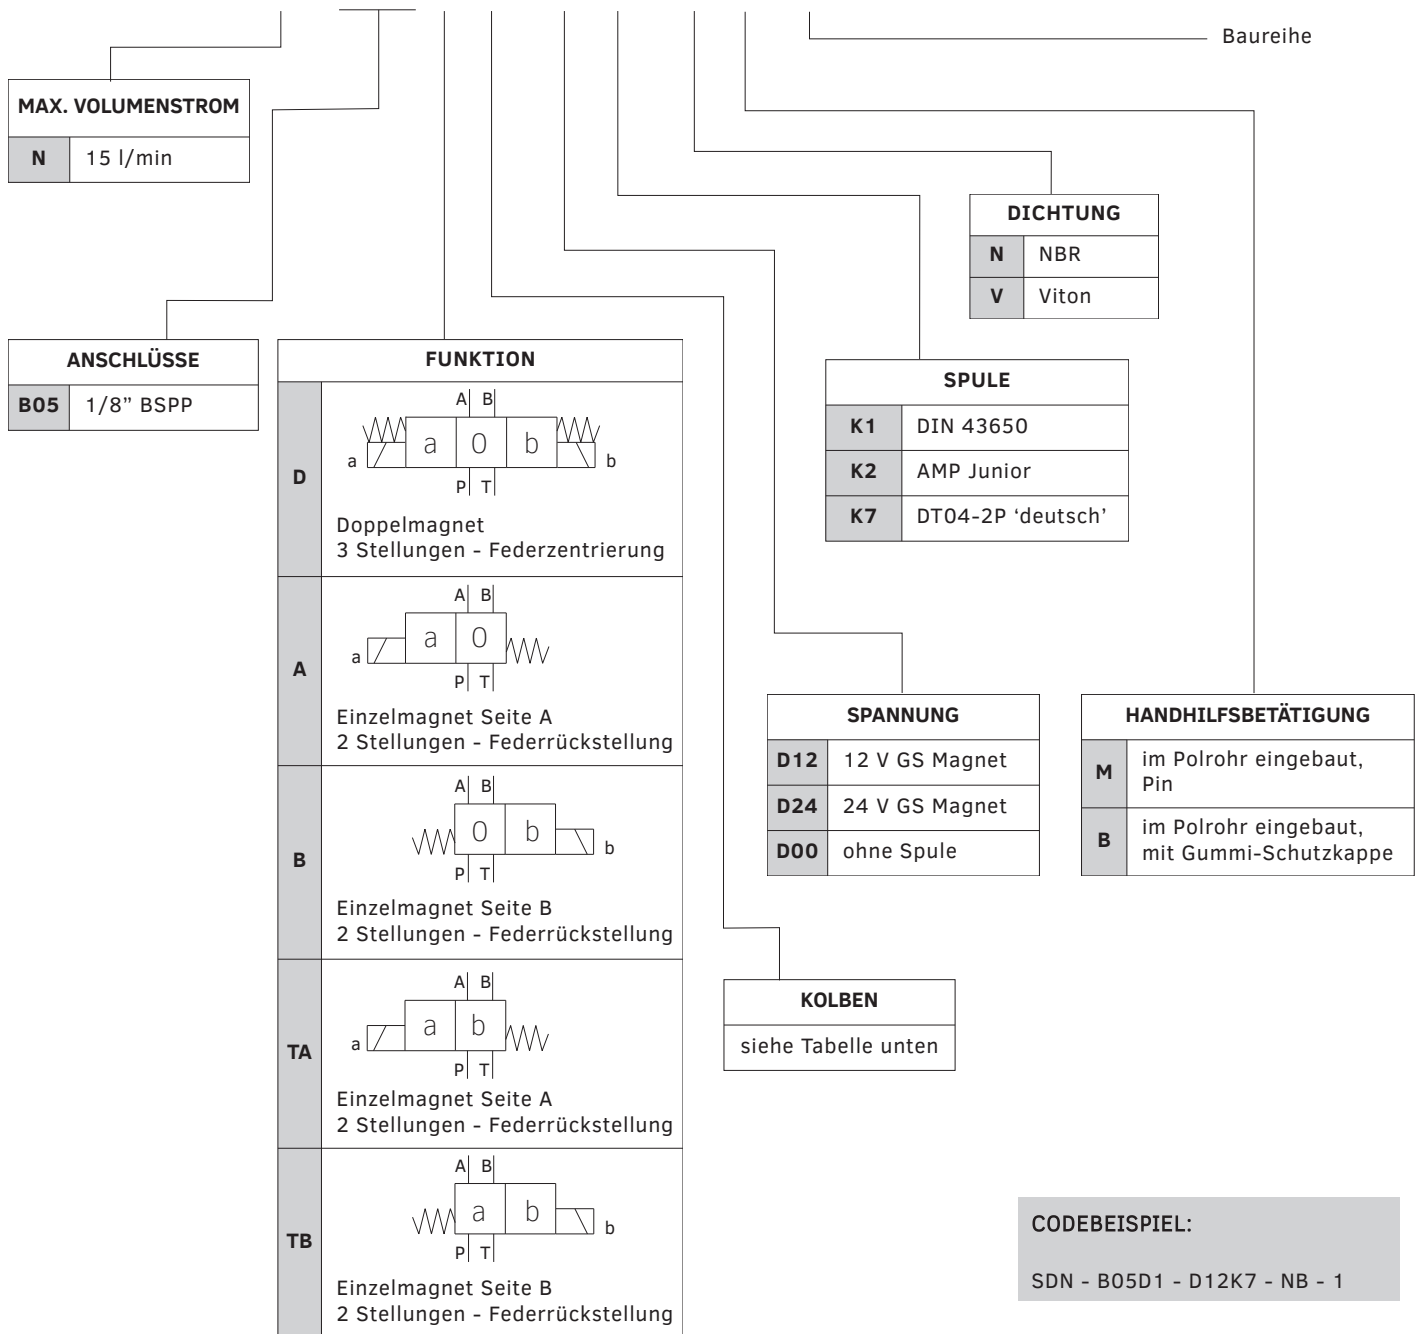 Baureihe
MAX. VOLUMENSTROM
N 15 l/min
DICHTUNG
N NBR
V Viton
ANSCHLÜSSE
B05 1/8” BSPP
FUNKTION
A B
a 0 b
a b
P T
D
Doppelmagnet
3 Stellungen - Federzentrierung
A B
a 0
a
P T
A
Einzelmagnet Seite A
2 Stellungen - Federrückstellung
A B
0 b
b
P T
B
Einzelmagnet Seite B
2 Stellungen - Federrückstellung
A B
a b
a
P T
TA
Einzelmagnet Seite A
2 Stellungen - Federrückstellung
A B
a b
b
P T
TB
Einzelmagnet Seite B
2 Stellungen - Federrückstellung
SPULE
K1 DIN 43650
K2 AMP Junior
K7 DT04-2P ‘deutsch’
SPANNUNG
D12 12 V GS Magnet
D24 24 V GS Magnet
D00 ohne Spule
HANDHILFSBETÄTIGUNG
M im Polrohr eingebaut,
Pin
B im Polrohr eingebaut,
mit Gummi-Schutzkappe
KOLBEN
siehe Tabelle unten
CODEBEISPIEL:
SDN - B05D1 - D12K7 - NB - 1